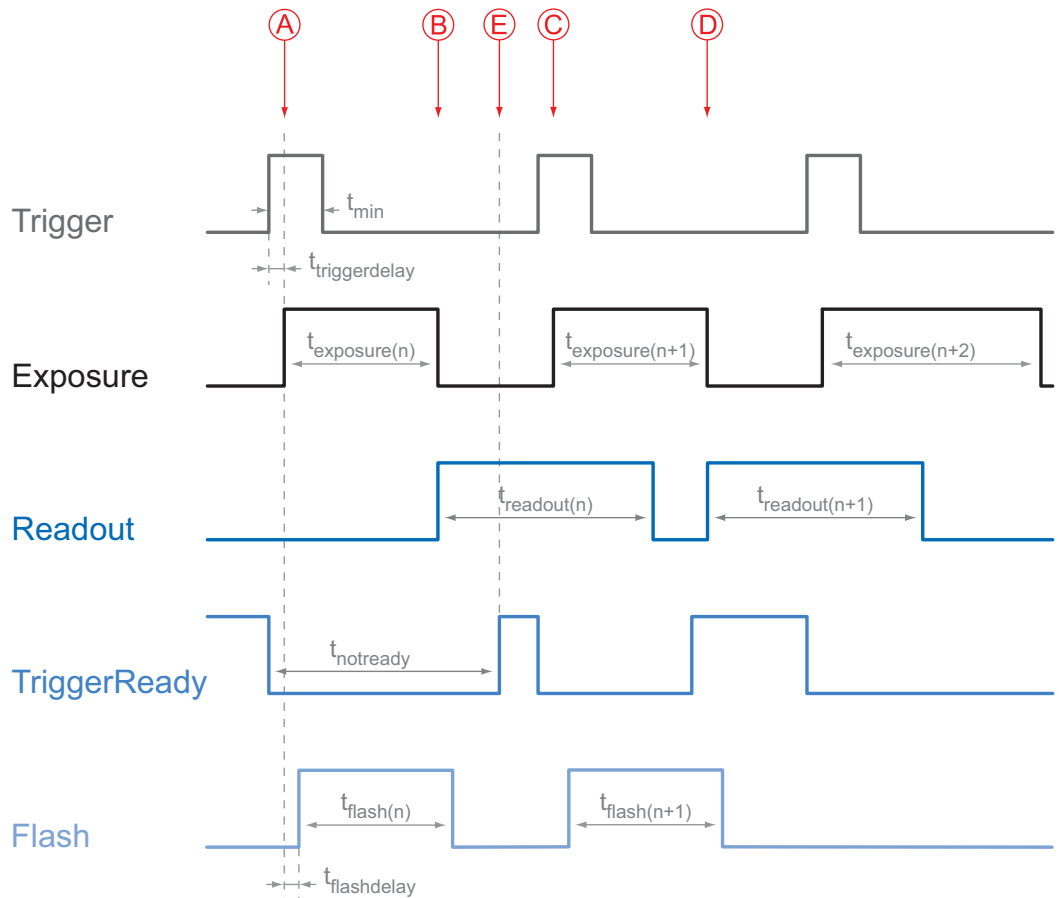 A B E C D
Trigger
tmin
ttriggerdelay
Exposure
texposure(n)
texposure(n+1)
texposure(n+2)
Readout
treadout(n)
treadout(n+1)
TriggerReady
tnotready
Flash
tflash(n)
tflash(n+1)
tflashdelay